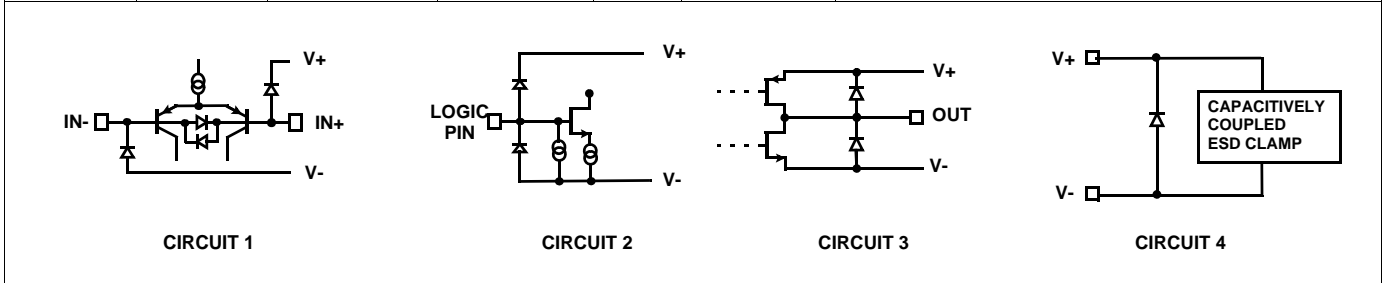 IN-
V+
IN+
V-
CIRCUIT 1
LOGIC
PIN
V+
V-
CIRCUIT 2
V+
OUT
V-
CIRCUIT 3
V+
V-
CAPACITIVELY
COUPLED
ESD CLAMP
CIRCUIT 4